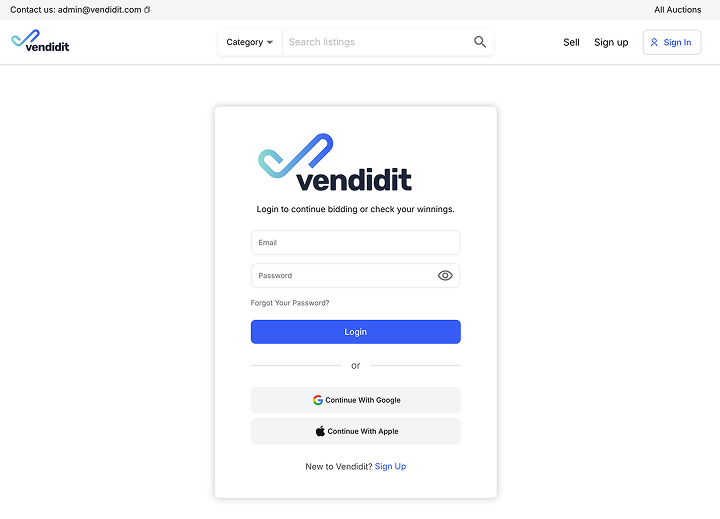 Contact us: admin@vendidit.com
All Auctions
vendidit
Category
Search listings
Sell
Sign up
Sign In
vendidit
Login to continue bidding or check your winnings.
Email
Password
Forgot Your Password?
Login
or
Continue With Google
Continue With Apple
New to Vendidit? Sign Up